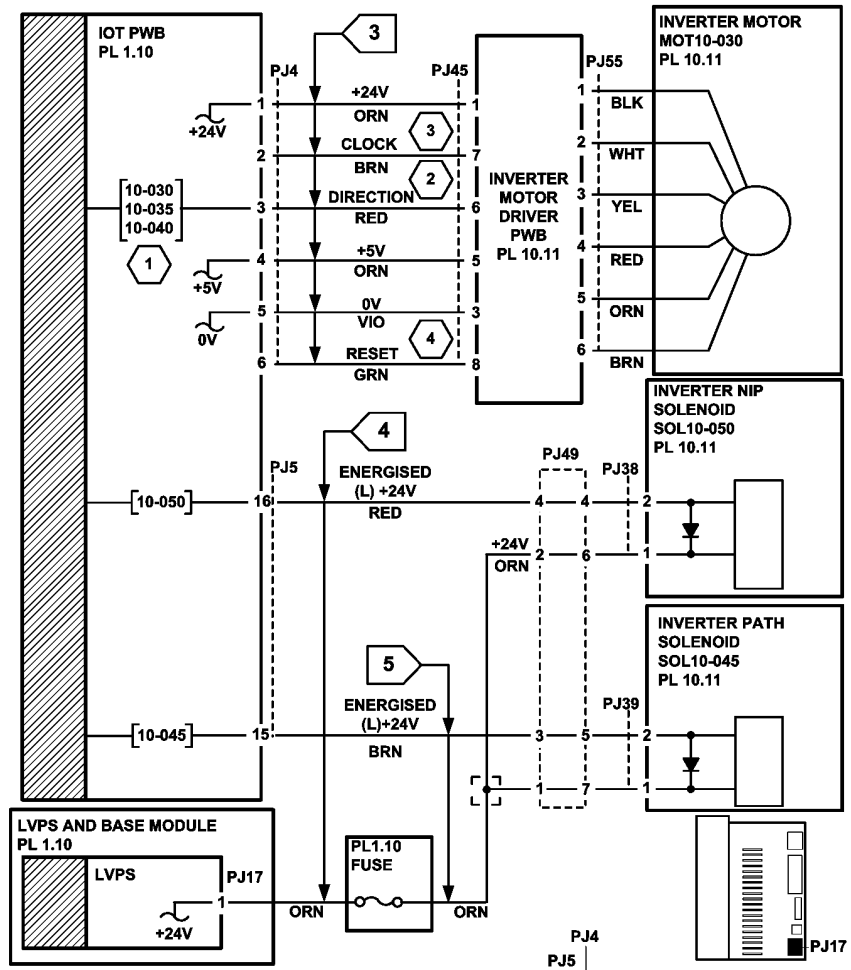 IOT PWB
PL 1.10
3
INVERTER MOTOR
MOT10-030
PL 10.11
PJ4
PJ45
PJ55
1
+24V
ORN
1
1
BLK
+24V
3
2
CLOCK
BRN
7
2
WHT
2
INVERTER
MOTOR
DRIVER
PWB
PL 10.11
10-030
10-035
10-040
3
DIRECTION
RED
6
3
YEL
1
4
+5V
ORN
5
4
RED
+5V
5
0V
VIO
3
5
ORN
0V
4
6
RESET
GRN
8
6
BRN
INVERTER NIP
SOLENOID
SOL10-050
PL 10.11
4
PJ5
PJ49
PJ38
10-050
16
ENERGISED
(L) +24V
RED
4
4
2
+24V
ORN
2
6
1
INVERTER PATH
SOLENOID
SOL10-045
PL 10.11
5
PJ39
10-045
15
ENERGISED
(L)+24V
BRN
3
5
2
1
7
1
LVPS AND BASE MODULE
PL 1.10
LVPS
PJ17
1
+24V
ORN
PL1.10
FUSE
ORN
PJ17
PJ4
PJ5